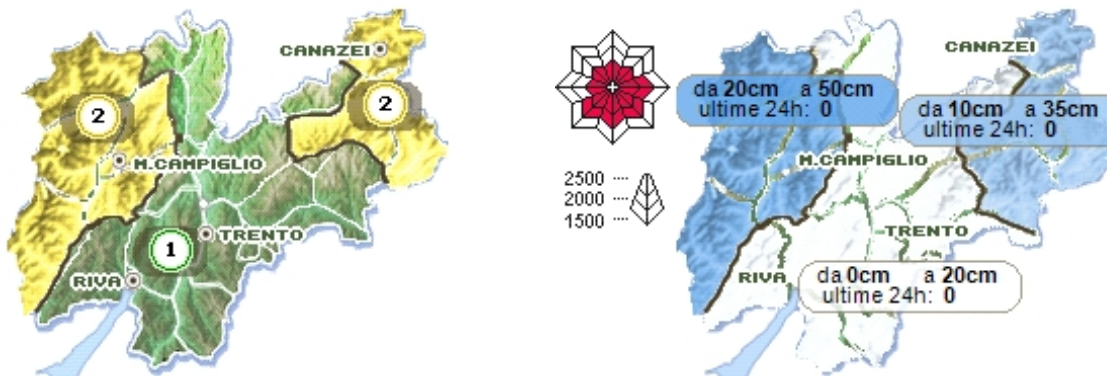 CANAZEI
2
2
M.CAMPIGLIO
1
TRENTO
RIVA
CANAZEI
da 20cm a 50cm
ultime 24h: 0
da 10cm a 35cm
ultime 24h: 0
M.CAMPIGLIO
2500
2000
1500
TRENTO
RIVA
da 0cm a 20cm
ultime 24h: 0